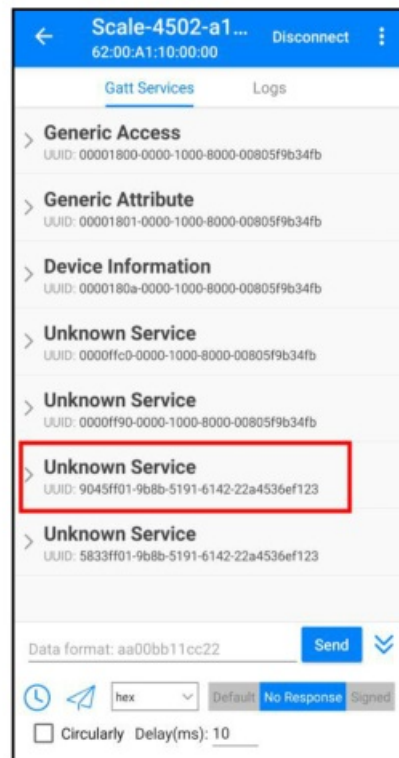 Scale-4502-a1...
Disconnect
62:00:A1:10:00:00
Gatt Services
Logs
Generic Access
UUID: 00001800-0000-1000-8000-00805f9b34fb
Generic Attribute
UUID: 00001801-0000-1000-8000-00805f9b34fb
Device Information
UUID: 0000180a-0000-1000-8000-00805f9b34fb
Unknown Service
UUID: 0000ffc0-0000-1000-8000-00805f9b34fb
Unknown Service
UUID: 0000ff90-0000-1000-8000-00805f9b34fb
Unknown Service
UUID: 9045ff01-9b8b-5191-6142-22a4536ef123
Unknown Service
UUID: 5833ff01-9b8b-5191-6142-22a4536ef123
Data format: aa00bb11cc22
Send
hex
Default No Response Signed
Circularly Delay(ms): 10